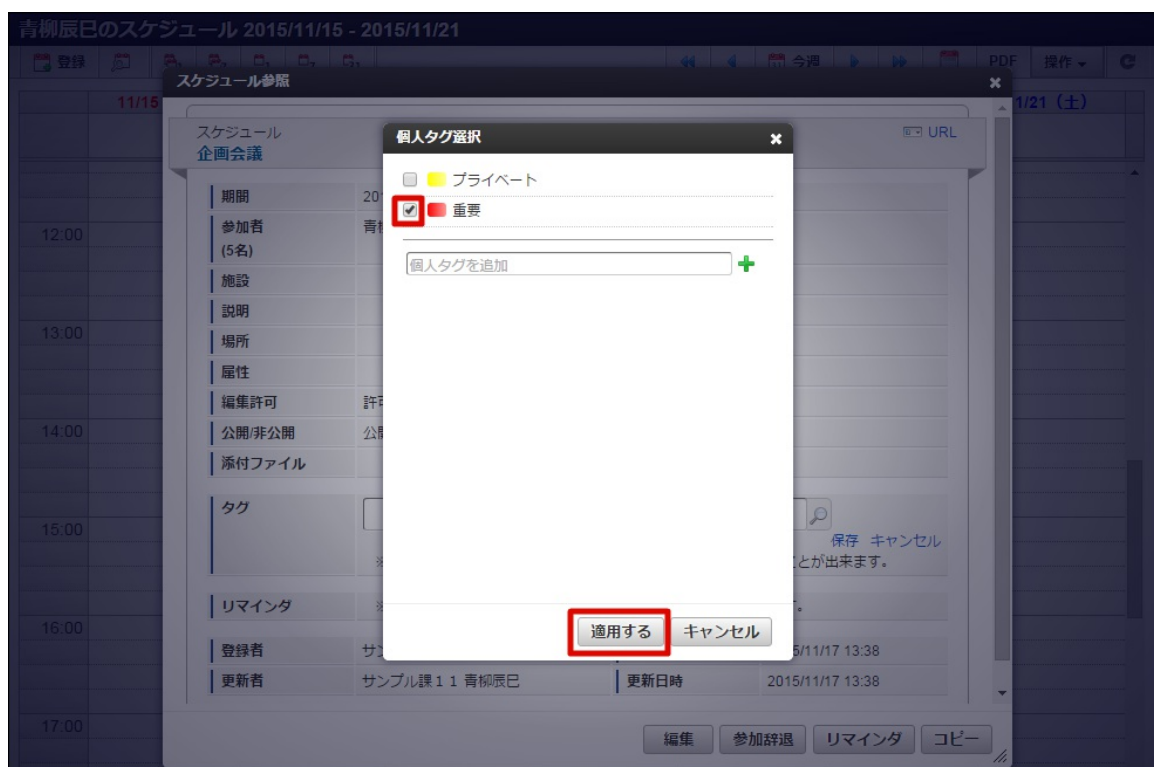 青柳辰巳のスケジュール 2015/11/15 - 2015/11/21
登録
今週
PDF
操作
スケジュール参照
11/15
1/21（土）
スケジュール
企画会議
URL
個人タグ選択
プライベート
重要
個人タグを追加
適用する
キャンセル
期間
20
参加者
(5名)
施設
説明
場所
属性
編集許可
公開/非公開
添付ファイル
タグ
保存 キャンセル
ことが出来ます。
リマインダ
登録者
サン
5/11/17 13:38
更新者
サンプル課１１ 青柳辰巳
更新日時
2015/11/17 13:38
編集
参加辞退
リマインダ
コピー
12:00
13:00
14:00
15:00
16:00
17:00